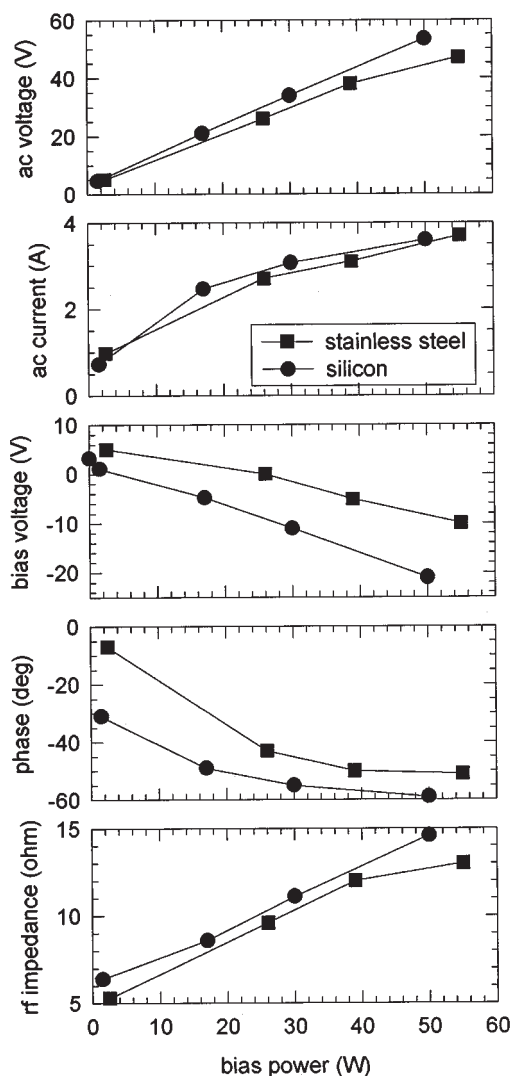 ac voltage (V)
60
40
20
0
ac current (A)
4
2
0
stainless steel
silicon
bias voltage (V)
10
0
-10
-20
phase (deg)
0
-20
-40
-60
rf impedance (ohm)
15
10
5
0 10 20 30 40 50 60
bias power (W)